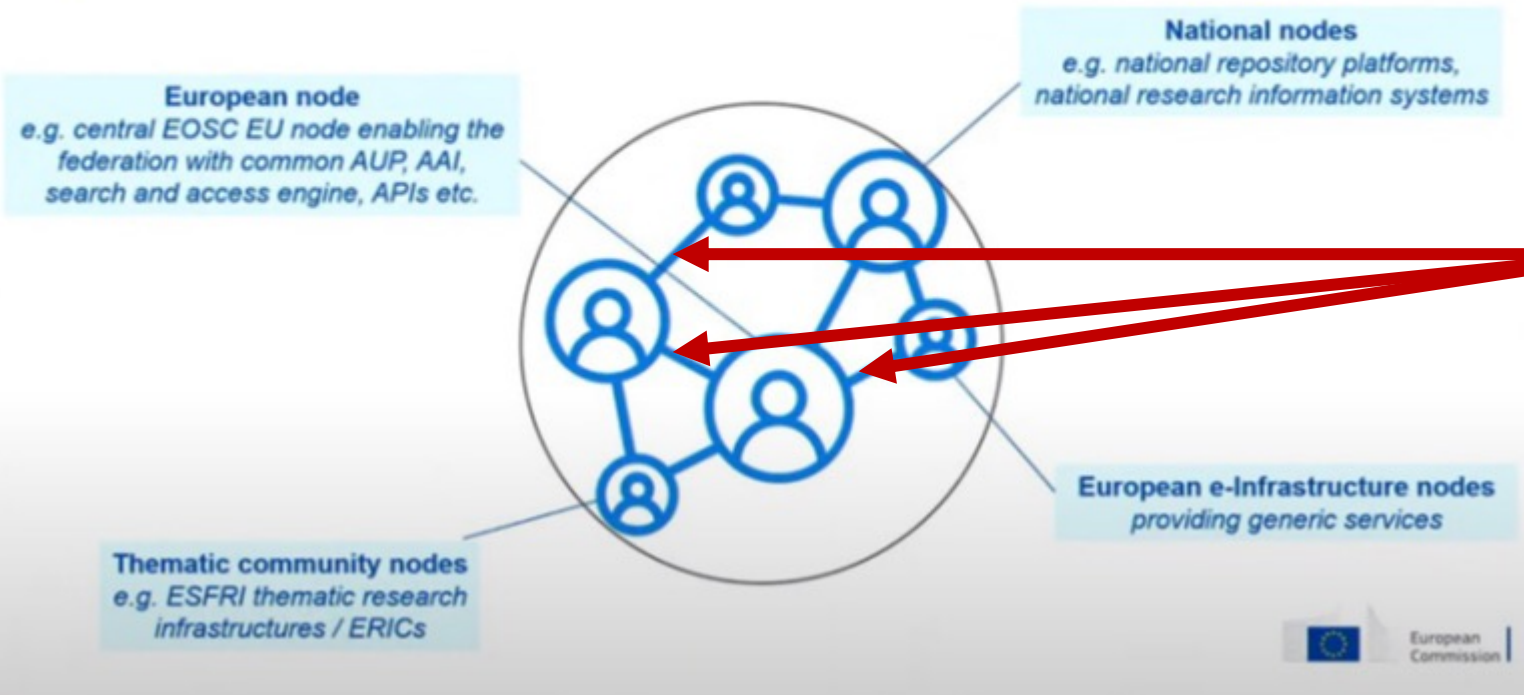 National nodes
e.g. national repository platforms,
national research information systems
European node
e.g. central EOSC EU node enabling the
federation with common AUP, AAI,
search and access engine, APIs etc.
European e-Infrastructure nodes
providing generic services
Thematic community nodes
e.g. ESFRI thematic research
infrastructures / ERICs
European
Commission